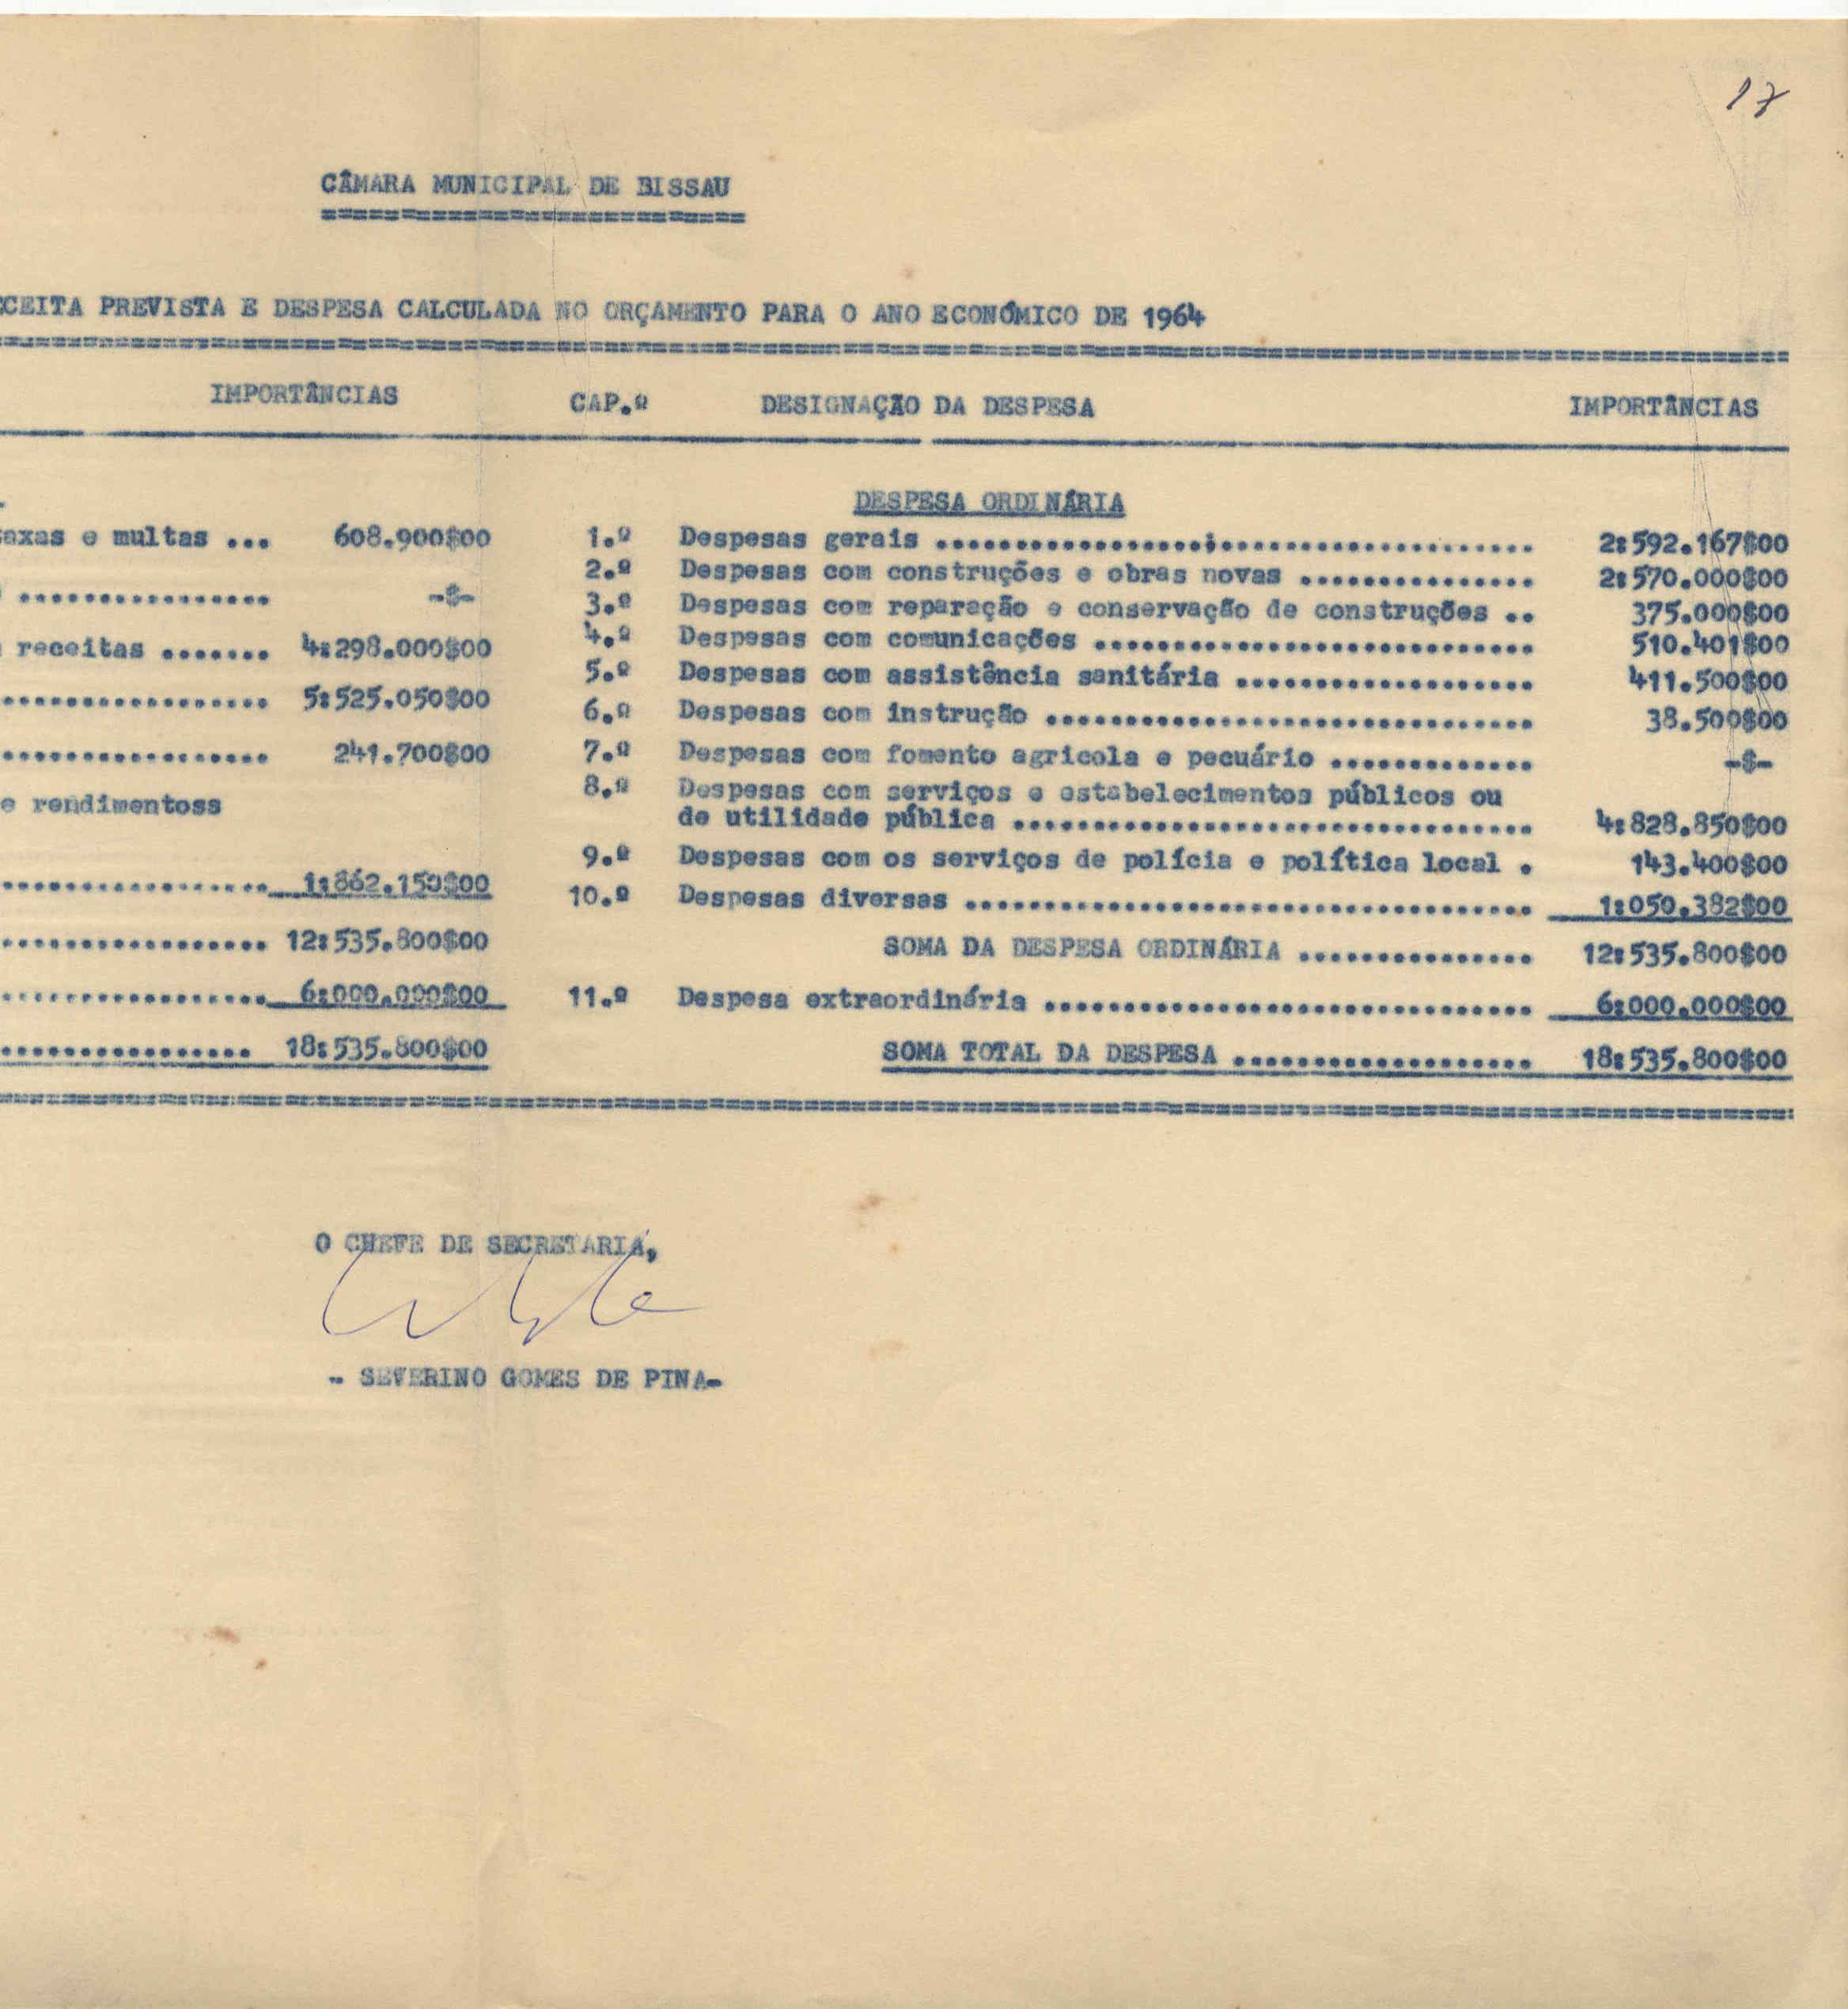 17
CÂMARA MUNICIPAL DE BISSAU
CEITA PREVISTA E DESPESA CALCULADA NO ORÇAMENTO PARA O ANO ECONÓMICO DE 1964
IMPORTÂNCIAS CAP.º DESIGNAÇÃO DA DESPESA IMPORTÂNCIAS
DESPESA ORDINÁRIA
axas e multas ... 608.900$00 1.º Despesas gerais ...................................... 2:592.167$00
2.º Despesas com construções e obras novas ............... 2:570.000$00
................ -$- 3.º Despesas com reparação e conservação de construções .. 375.000$00
receitas ....... 4:298.000$00 4.º Despesas com comunicações ............................ 510.401$00
................. 5:525.050$00 5.º Despesas com assistência sanitária ................... 411.500$00
6.º Despesas com instrução ............................... 38.500$00
................. 241.700$00 7.º Despesas com fomento agricola e pecuário ............. -$-
e rendimentoss 8.º Despesas com serviços e estabelecimentos públicos ou
de utilidade pública ................................. 4:828.850$00
9.º Despesas com os serviços de polícia e política local . 143.400$00
................. 1:862.150$00 10.º Despesas diversas .................................... 1:050.382$00
................. 12:535.800$00 SOMA DA DESPESA ORDINÁRIA ............... 12:535.800$00
................. 6:000.000$00 11.º Despesa extraordinária ............................... 6:000.000$00
................ 18:535.800$00 SOMA TOTAL DA DESPESA ................... 18:535.800$00
O CHEFE DE SECRETARIA,
- SEVERINO GOMES DE PINA-